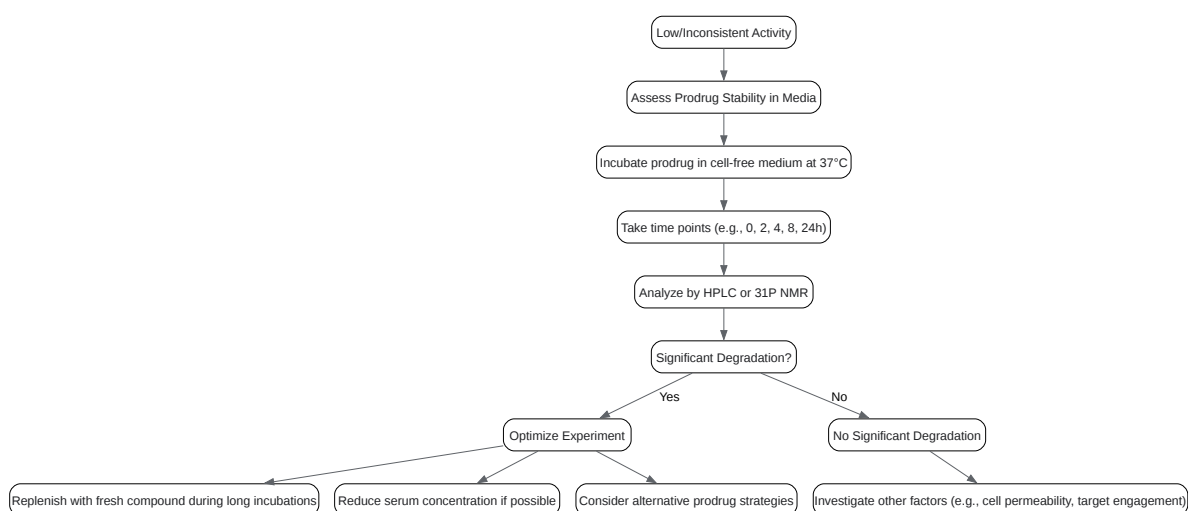 Low/Inconsistent Activity
Assess Prodrug Stability in Media
Incubate prodrug in cell-free medium at 37°C
Take time points (e.g., 0, 2, 4, 8, 24h)
Analyze by HPLC or 31P NMR
Significant Degradation?
Yes
No
Optimize Experiment
No Significant Degradation
Replenish with fresh compound during long incubations
Reduce serum concentration if possible
Consider alternative prodrug strategies
Investigate other factors (e.g., cell permeability, target engagement)